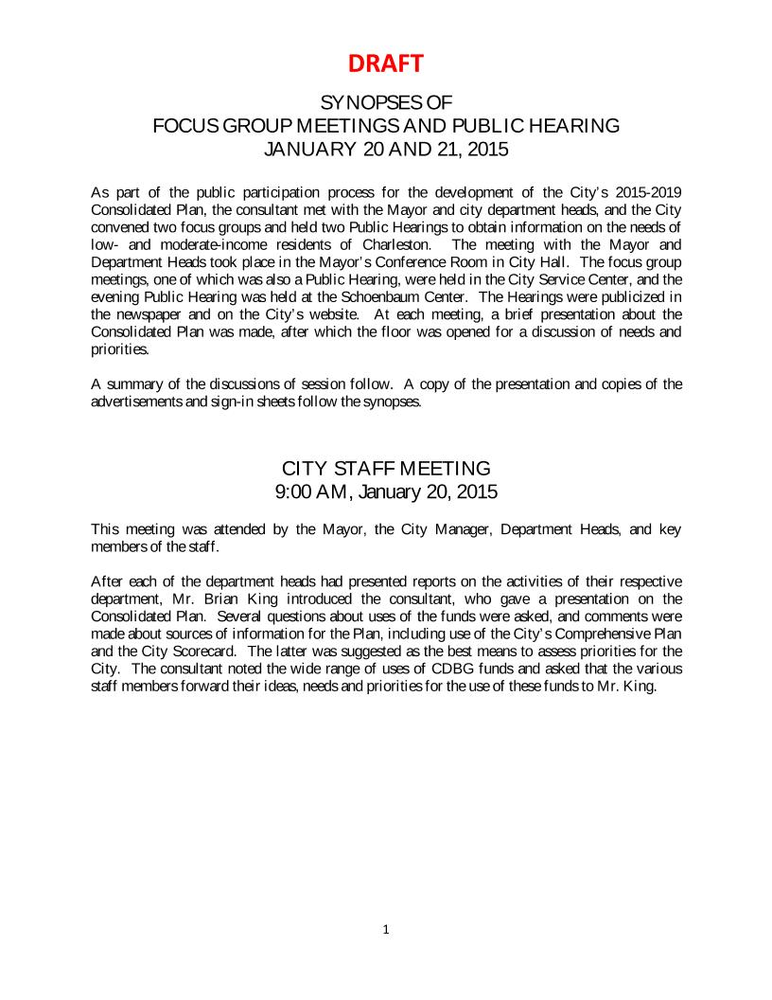 DRAFT
SYNOPSES OF
FOCUS GROUP MEETINGS AND PUBLIC HEARING
JANUARY 20 AND 21, 2015
As part of the public participation process for the development of the City's 2015-2019
Consolidated Plan, the consultant met with the Mayor and city department heads, and the City
convened two focus groups and held two Public Hearings to obtain information on the needs of
low- and moderate-income residents of Charleston. The meeting with the Mayor and
Department Heads took place in the Mayor's Conference Room in City Hall. The focus group
meetings, one of which was also a Public Hearing, were held in the City Service Center, and the
evening Public Hearing was held at the Schoenbaum Center. The Hearings were publicized in
the newspaper and on the City's website. At each meeting, a brief presentation about the
Consolidated Plan was made, after which the floor was opened for a discussion of needs and
priorities.
A summary of the discussions of session follow. A copy of the presentation and copies of the
advertisements and sign-in sheets follow the synopses.
CITY STAFF MEETING
9:00 AM, January 20, 2015
This meeting was attended by the Mayor, the City Manager, Department Heads, and key
members of the staff.
After each of the department heads had presented reports on the activities of their respective
department, Mr. Brian King introduced the consultant, who gave a presentation on the
Consolidated Plan. Several questions about uses of the funds were asked, and comments were
made about sources of information for the Plan, including use of the City's Comprehensive Plan
and the City Scorecard. The latter was suggested as the best means to assess priorities for the
City. The consultant noted the wide range of uses of CDBG funds and asked that the various
staff members forward their ideas, needs and priorities for the use of these funds to Mr. King.
1